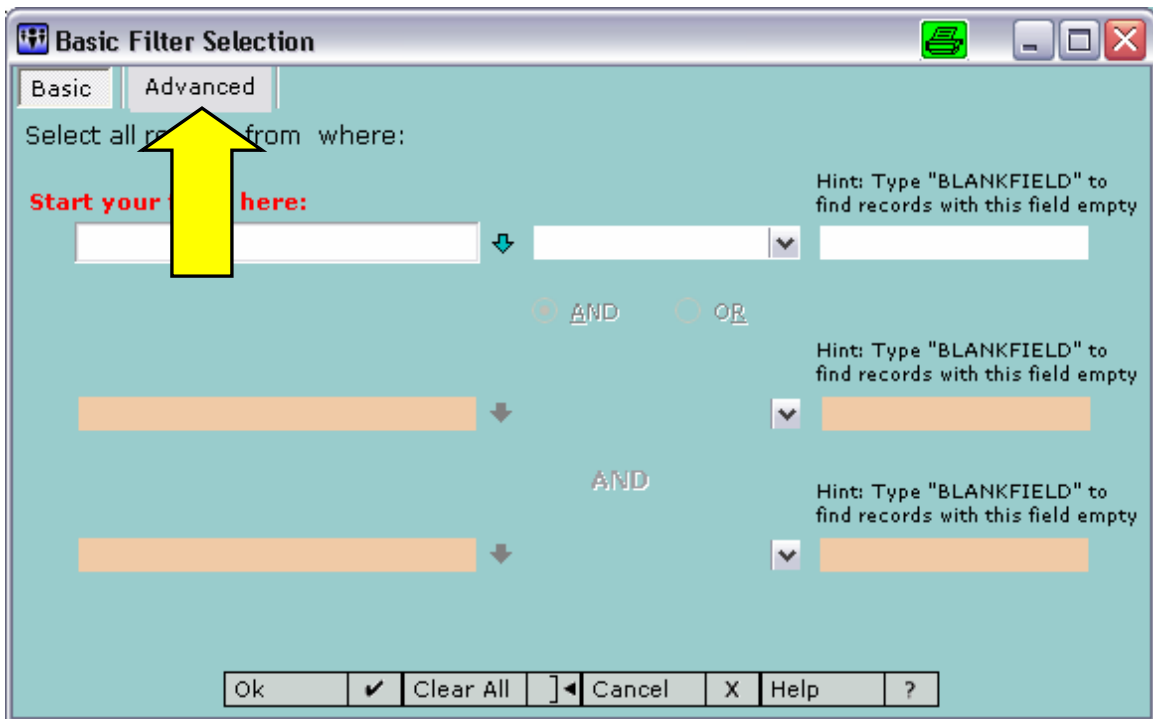 Basic Filter Selection
Basic Advanced
Select all from where:
Start your here:
Hint: Type "BLANKFIELD" to
find records with this field empty
AND OR
Hint: Type "BLANKFIELD" to
find records with this field empty
AND
Hint: Type "BLANKFIELD" to
find records with this field empty
Ok ✔ Clear All Cancel X Help ?